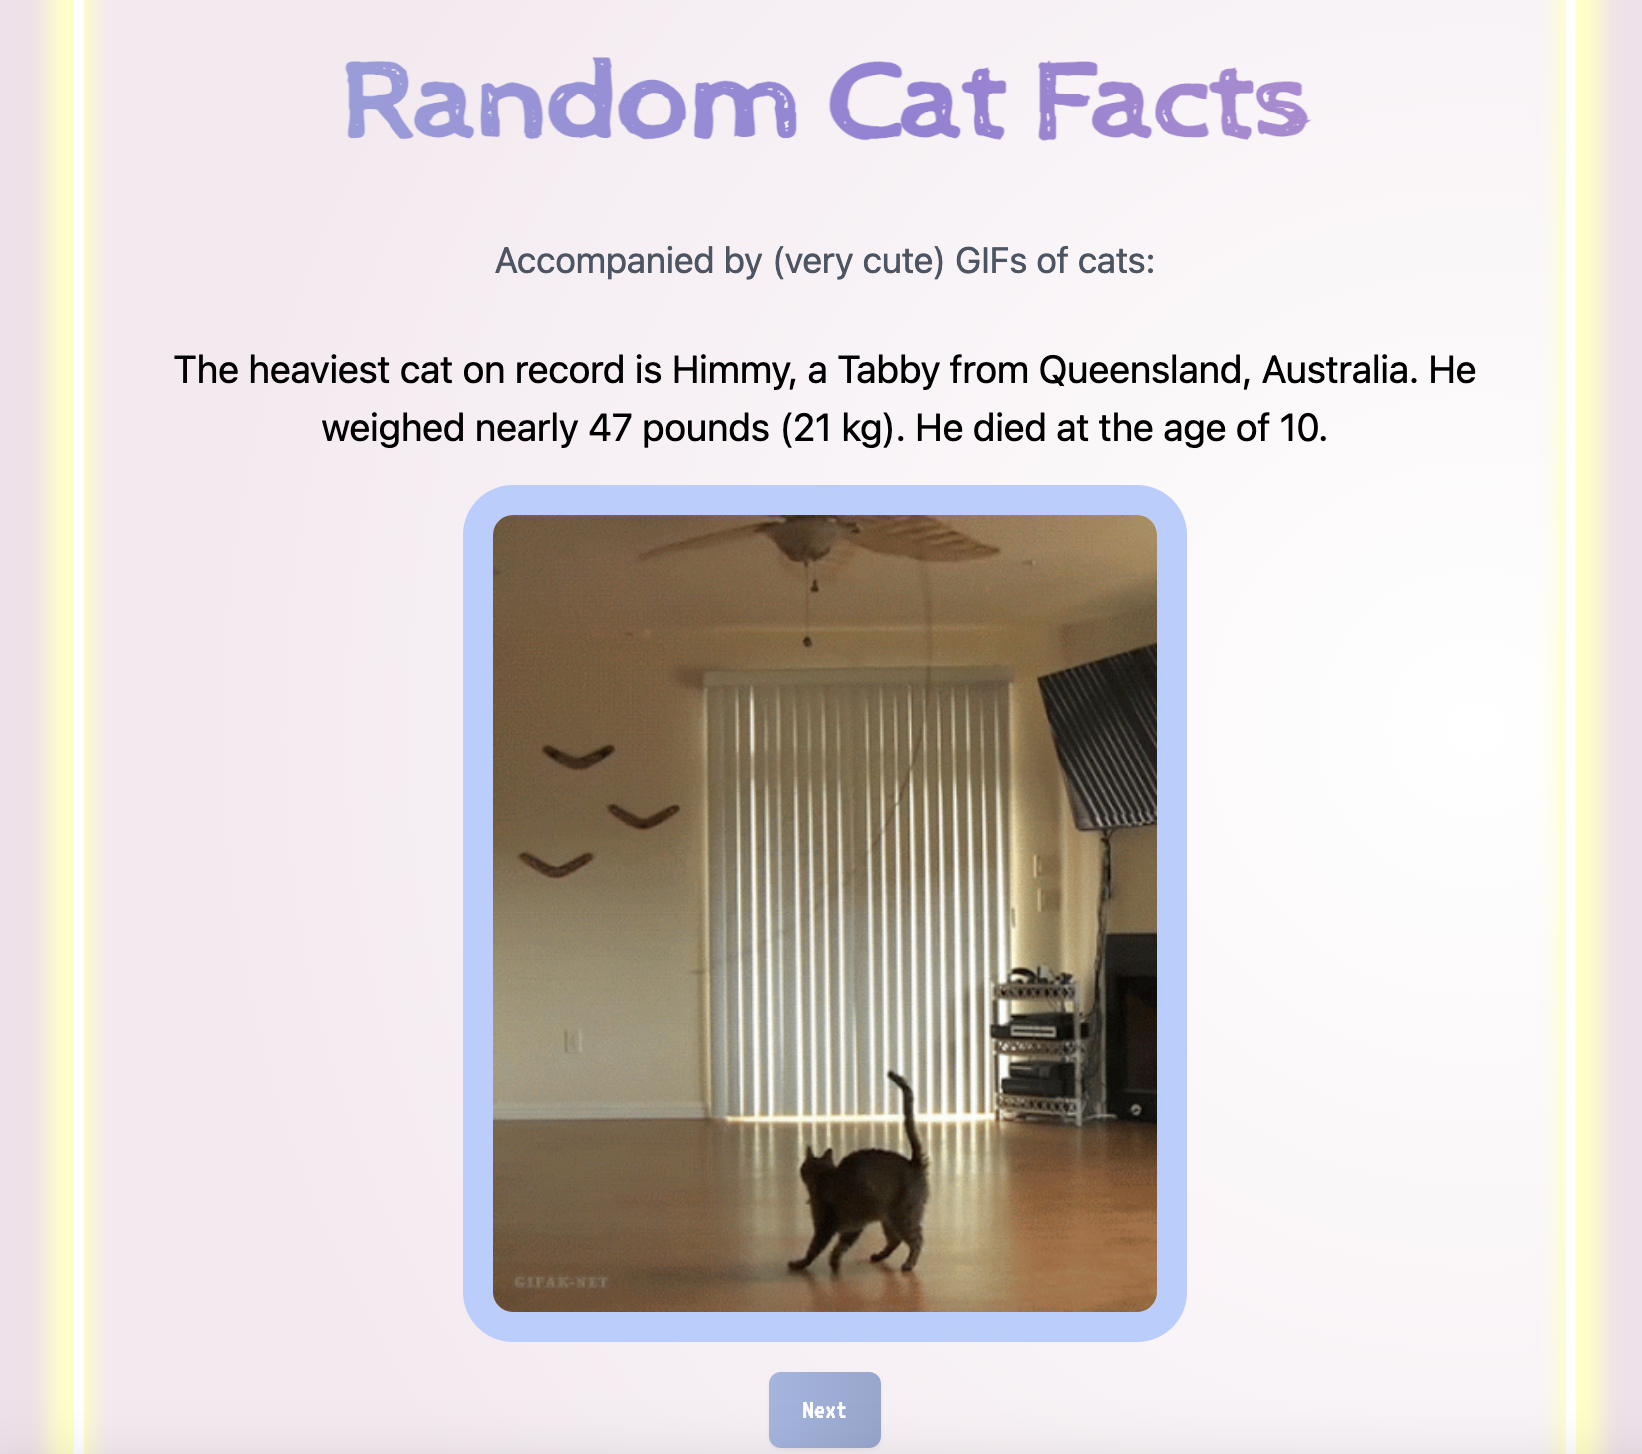 Random Cat Facts
Accompanied by (very cute) GIFs of cats:
The heaviest cat on record is Himmy, a Tabby from Queensland, Australia. He
weighed nearly 47 pounds (21 kg). He died at the age of 10.
GIFAK-NET
Next